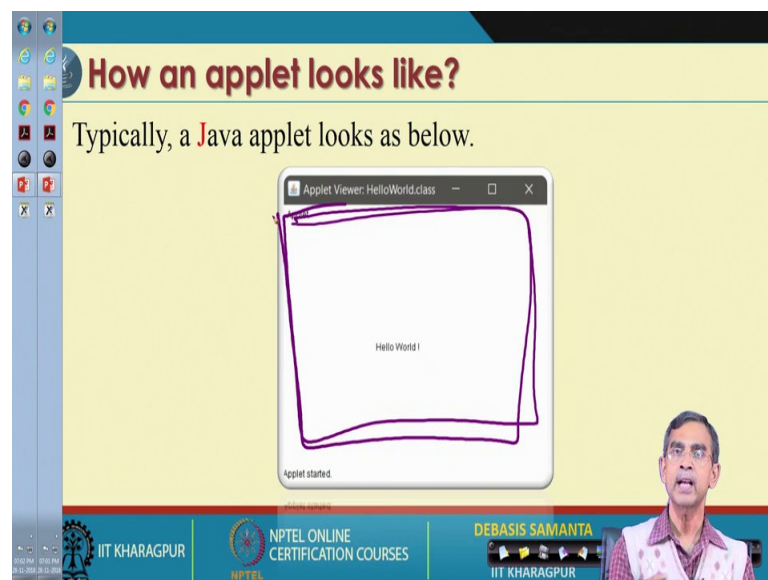 How an applet looks like?
Typically, a Java applet looks as below.
Applet Viewer: HelloWorld.class
Hello World !
Applet started.
IIT KHARAGPUR
NPTEL
NPTEL ONLINE
CERTIFICATION COURSES
DEBASIS SAMANTA
IIT KHARAGPUR